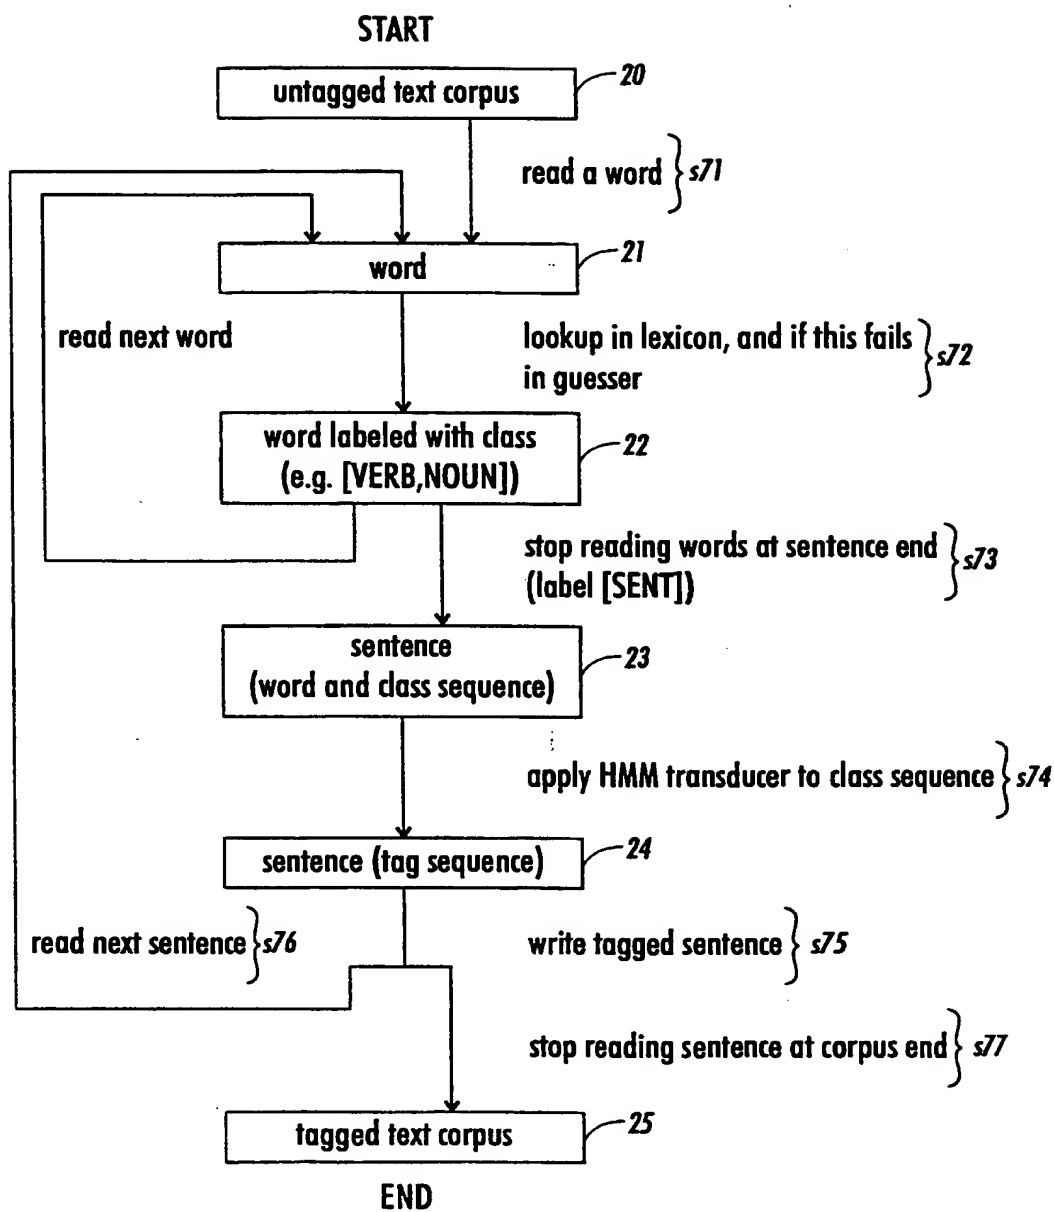 START
untagged text corpus
20
read a word
s71
word
21
read next word
lookup in lexicon, and if this fails
in guesser
s72
word labeled with class
(e.g. [VERB,NOUN])
22
stop reading words at sentence end
(label [SENT])
s73
sentence
(word and class sequence)
23
apply HMM transducer to class sequence
s74
sentence (tag sequence)
24
read next sentence
s76
write tagged sentence
s75
stop reading sentence at corpus end
s77
tagged text corpus
25
END